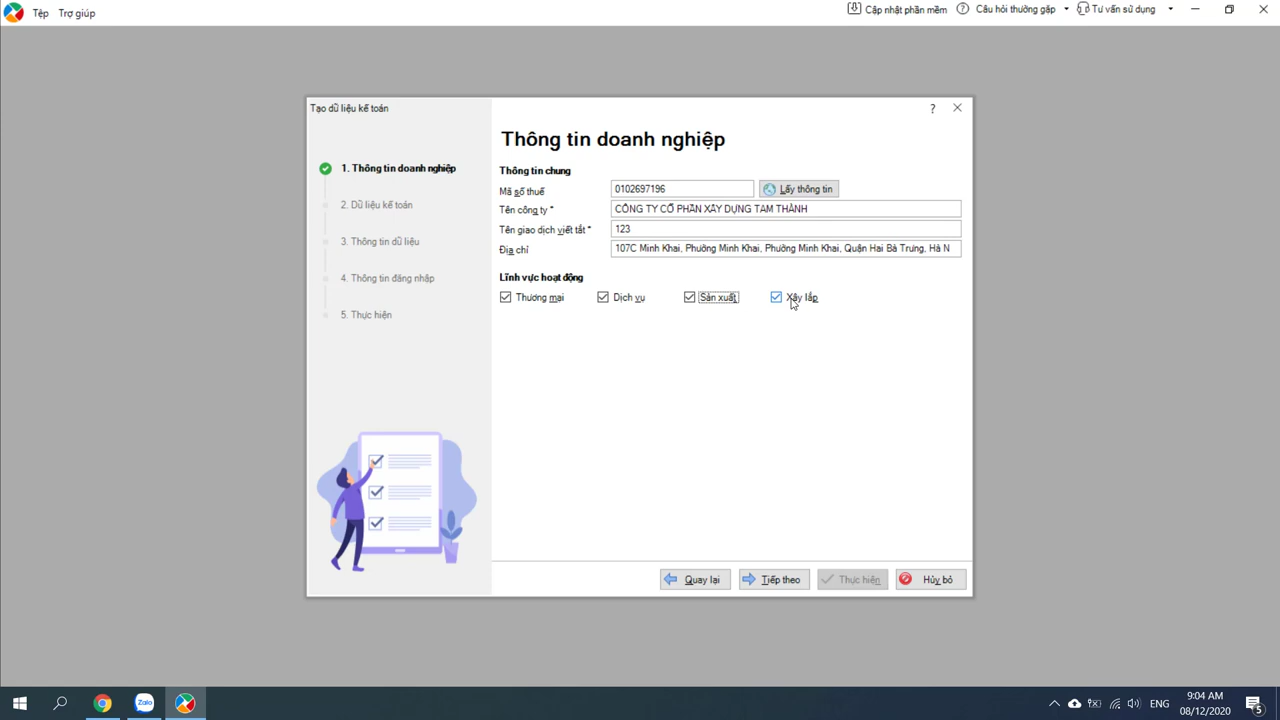 Tệp Trợ giúp Cập nhật phần mềm Câu hỏi thường gặp Tư vấn sử dụng
Tạo dữ liệu kế toán
1. Thông tin doanh nghiệp
2. Dữ liệu kế toán
3. Thông tin dữ liệu
4. Thông tin đăng nhập
5. Thực hiện
Thông tin doanh nghiệp
Thông tin chung
Mã số thuế 0102697196 Lấy thông tin
Tên công ty * CÔNG TY CỔ PHẦN XÂY DỰNG TAM THÀNH
Tên giao dịch viết tắt * 123
Địa chỉ 107C Minh Khai, Phường Minh Khai, Phường Minh Khai, Quận Hai Bà Trưng, Hà N
Lĩnh vực hoạt động
Thương mại Dịch vụ Sản xuất Xây lắp
Quay lại Tiếp theo Thực hiện Hủy bỏ
Zalo ENG 9:04 AM
08/12/2020
5